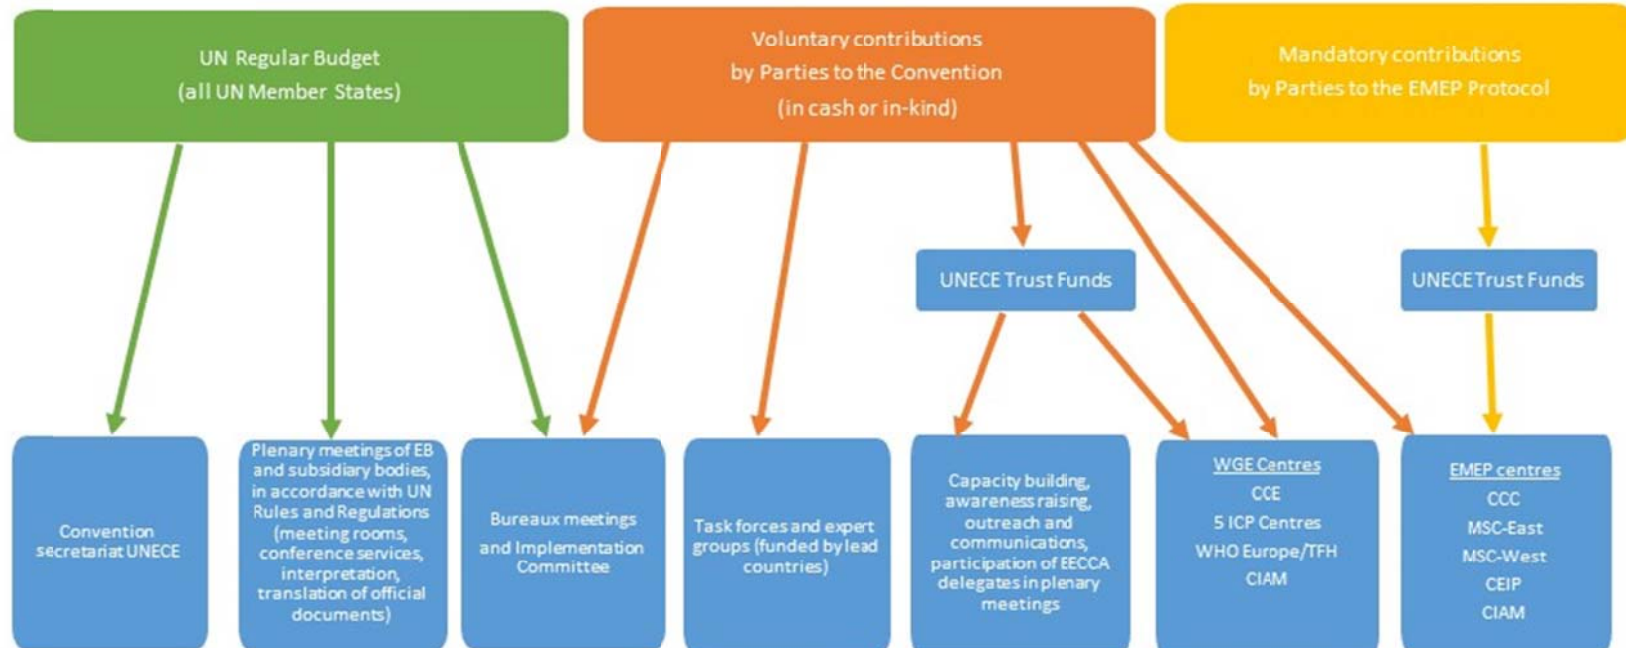 UN Regular Budget
(all UN Member States)
Voluntary contributions
by Parties to the Convention
(in cash or in-kind)
Mandatory contributions
by Parties to the EMEP Protocol
UNECE Trust Funds
UNECE Trust Funds
Convention
secretariat UNECE
Plenary meetings of EB
and subsidiary bodies,
in accordance with UN
Rules and Regulations
(meeting rooms,
conference services,
interpretation,
translation of official
documents)
Bureaux meetings
and Implementation
Committee
Task forces and expert
groups (funded by lead
countries)
Capacity building,
awareness raising,
outreach and
communications,
participation of EECCA
delegates in plenary
meetings
WGE Centres
CCE
5 ICP Centres
WHO Europe/TFH
CIAM
EMEP centres
CCC
MSC-East
MSC-West
CEIP
CIAM